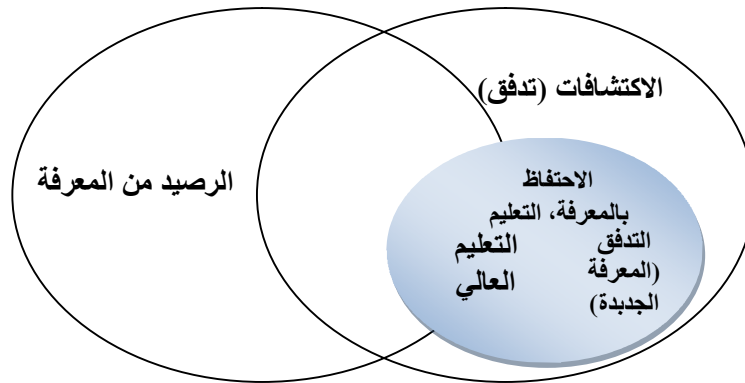 الاكتشافات (تدفق)
الرصيد من المعرفة
الاحتفاظ
بالمعرفة، التعليم
التدفق
(المعرفة
الجديدة)
التعليم
العالي